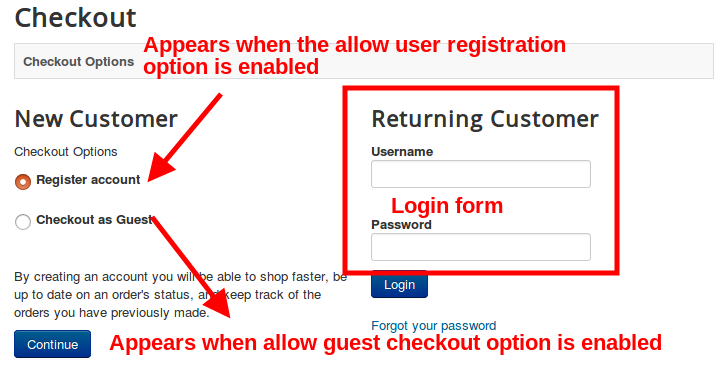 Checkout
Appears when the allow user registration
option is enabled
Checkout Options
New Customer
Checkout Options
Register account
Checkout as Guest
By creating an account you will be able to shop faster, be
up to date on an order's status, and keep track of the
orders you have previously made.
Continue
Returning Customer
Username
Login form
Password
Login
Forgot your password
Appears when allow guest checkout option is enabled